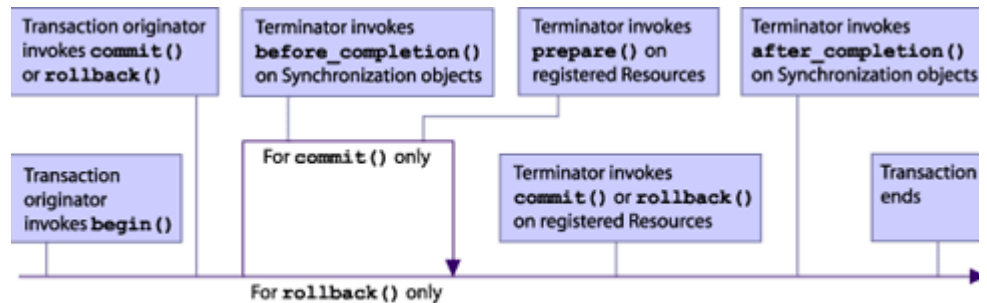 Transaction originator
invokes commit()
or rollback()
Terminator invokes
before_completion()
on Synchronization objects
Terminator invokes
prepare() on
registered Resources
Terminator invokes
after_completion()
on Synchronization objects
For commit() only
Transaction
originator
invokes begin()
Terminator invokes
commit() or rollback()
on registered Resources
Transaction
ends
For rollback() only